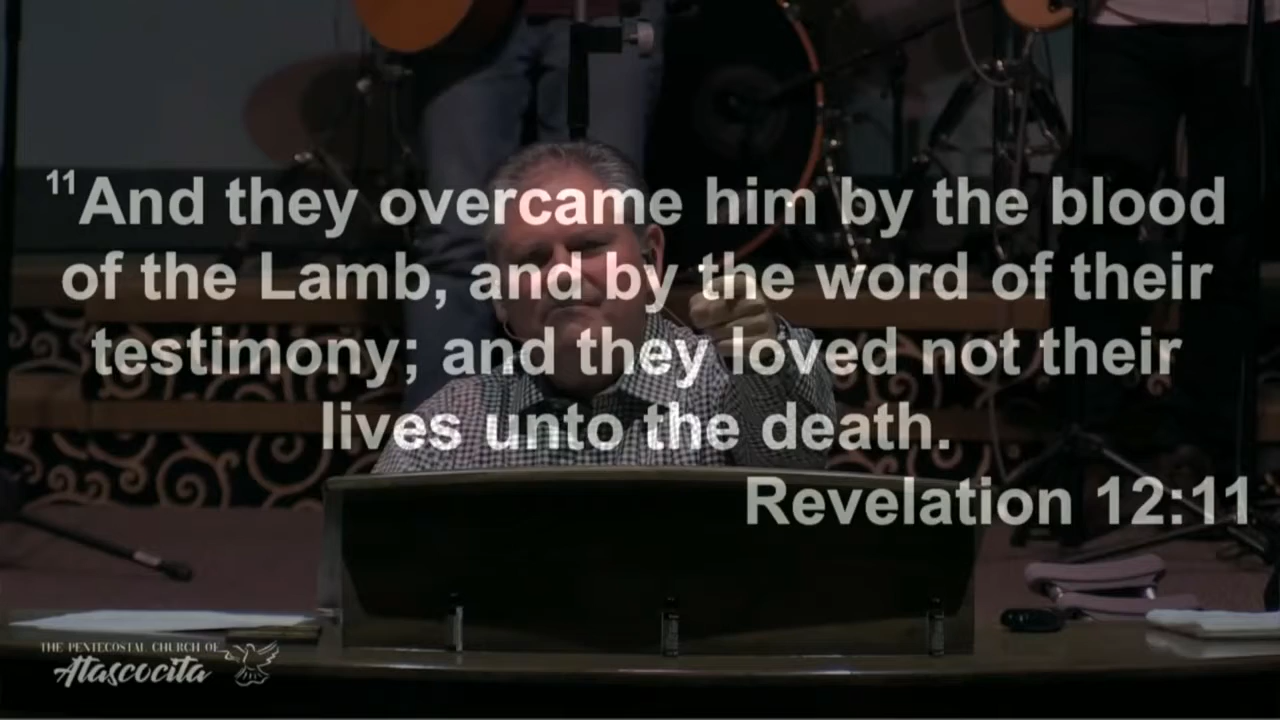 ¹¹And they overcame him by the blood
of the Lamb, and by the word of their
testimony; and they loved not their
lives unto the death.
Revelation 12:11
THE PENTECOSTAL CHURCH OF
Atascocita